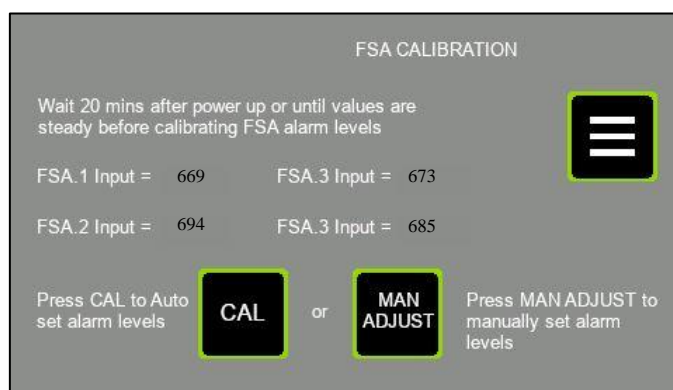 FSA CALIBRATION
Wait 20 mins after power up or until values are
steady before calibrating FSA alarm levels
FSA.1 Input = 669 FSA.3 Input = 673
FSA.2 Input = 694 FSA.3 Input = 685
Press CAL to Auto
set alarm levels
CAL
or
MAN
ADJUST
Press MAN ADJUST to
manually set alarm
levels